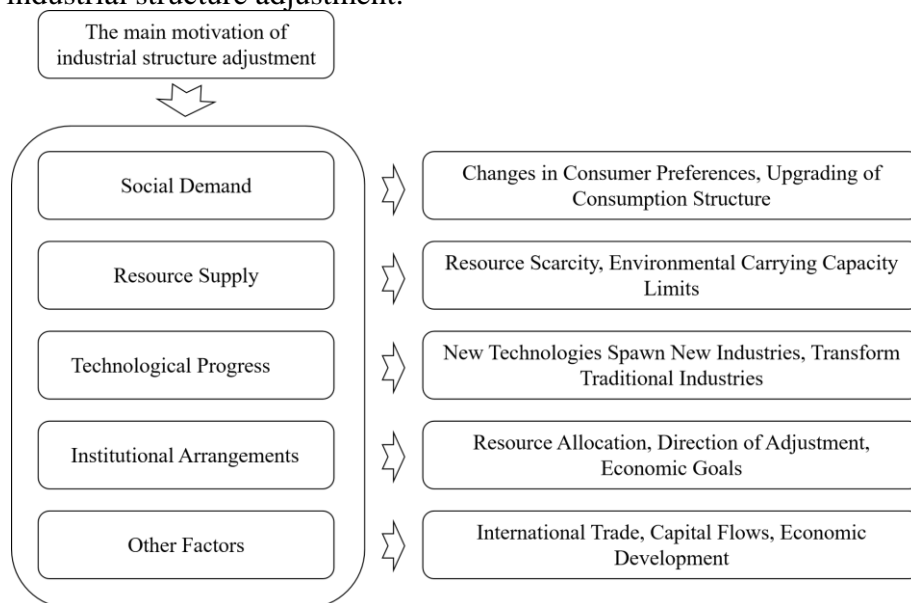 industrial structure adjustment.
The main motivation of
industrial structure adjustment
Social Demand
Changes in Consumer Preferences, Upgrading of
Consumption Structure
Resource Supply
Resource Scarcity, Environmental Carrying Capacity
Limits
Technological Progress
New Technologies Spawn New Industries, Transform
Traditional Industries
Institutional Arrangements
Resource Allocation, Direction of Adjustment,
Economic Goals
Other Factors
International Trade, Capital Flows, Economic
Development